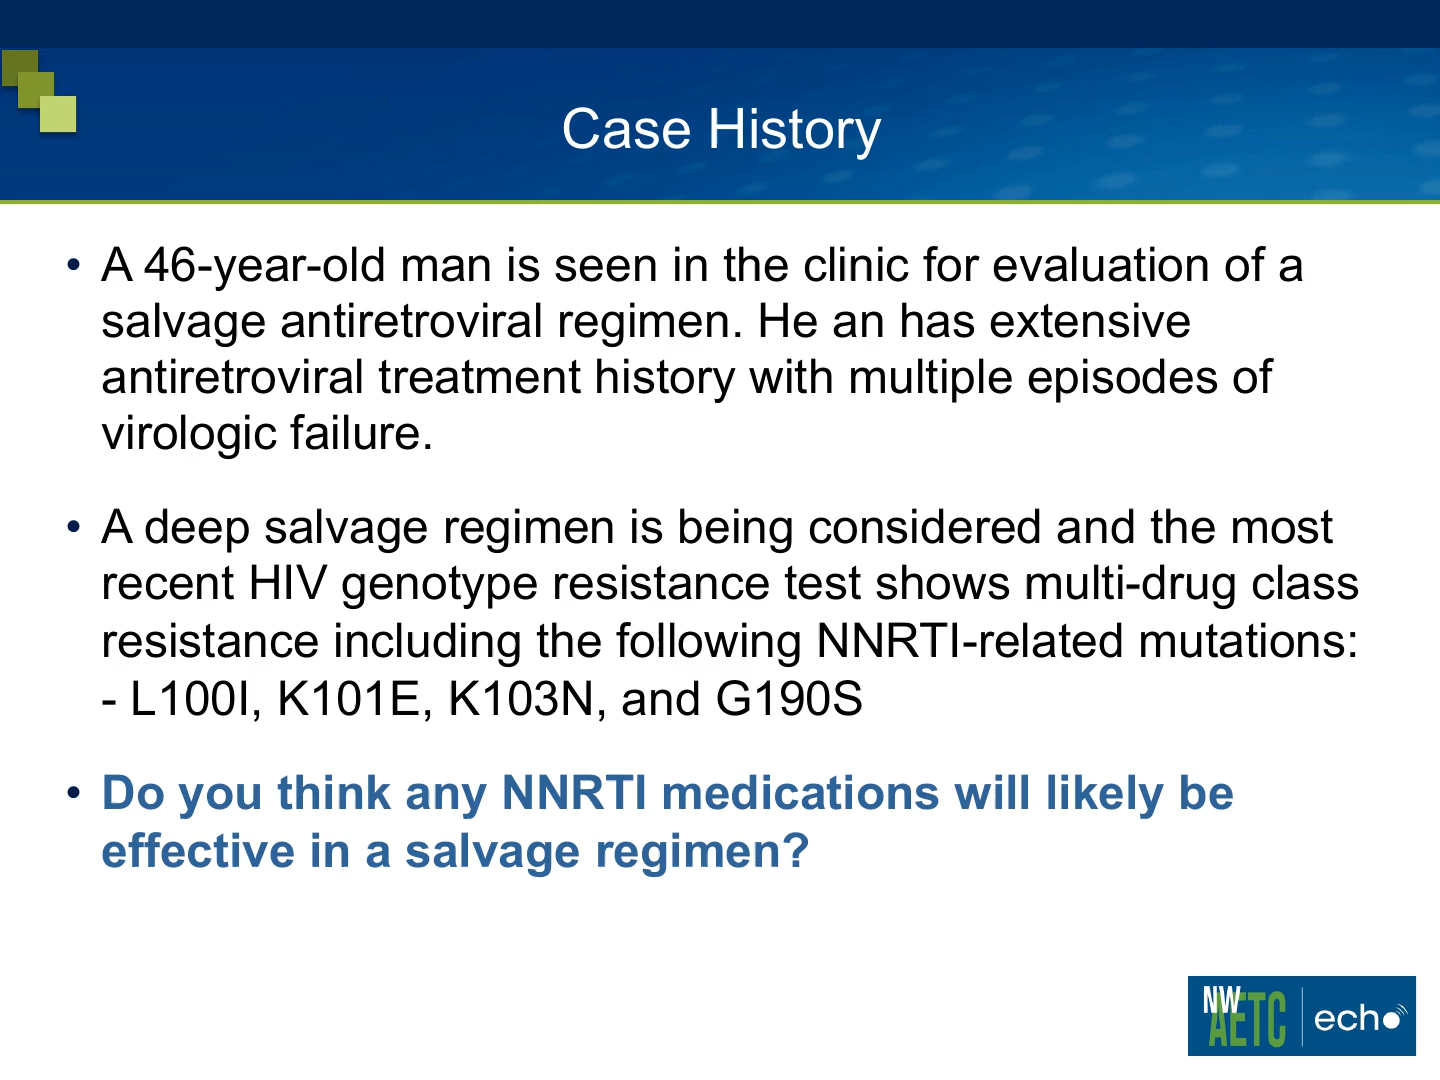 Case History
• A 46-year-old man is seen in the clinic for evaluation of a
salvage antiretroviral regimen. He an has extensive
antiretroviral treatment history with multiple episodes of
virologic failure.
• A deep salvage regimen is being considered and the most
recent HIV genotype resistance test shows multi-drug class
resistance including the following NNRTI-related mutations:
- L100I, K101E, K103N, and G190S
• Do you think any NNRTI medications will likely be
effective in a salvage regimen?
NW
AETC
echo